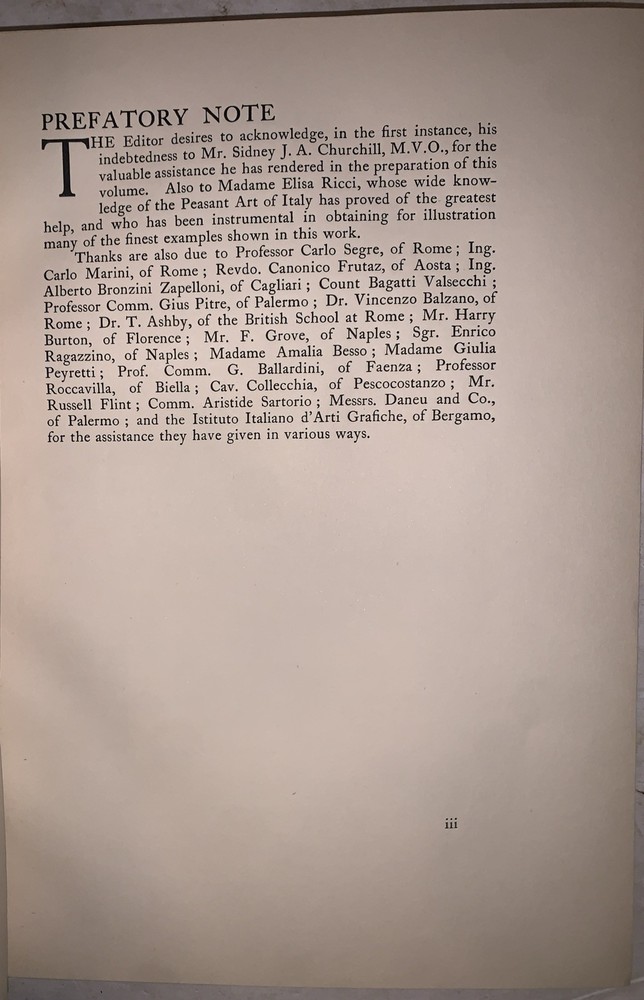 PREFATORY NOTE
THE Editor desires to acknowledge, in the first instance, his
indebtedness to Mr. Sidney J. A. Churchill, M.V.O., for the
valuable assistance he has rendered in the preparation of this
volume. Also to Madame Elisa Ricci, whose wide know-
ledge of the Peasant Art of Italy has proved of the greatest
help, and who has been instrumental in obtaining for illustration
many of the finest examples shown in this work.
Thanks are also due to Professor Carlo Segre, of Rome ; Ing.
Carlo Marini, of Rome ; Revdo. Canonico Frutaz, of Aosta ; Ing.
Alberto Bronzini Zapelloni, of Cagliari ; Count Bagatti Valsecchi ;
Professor Comm. Gius Pitre, of Palermo ; Dr. Vincenzo Balzano, of
Rome ; Dr. T. Ashby, of the British School at Rome ; Mr. Harry
Burton, of Florence ; Mr. F. Grove, of Naples ; Sgr. Enrico
Ragazzino, of Naples ; Madame Amalia Besso ; Madame Giulia
Peyretti ; Prof. Comm. G. Ballardini, of Faenza ; Professor
Roccavilla, of Biella ; Cav. Collecchia, of Pescocostanzo ; Mr.
Russell Flint ; Comm. Aristide Sartorio ; Messrs. Daneu and Co.,
of Palermo ; and the Istituto Italiano d'Arti Grafiche, of Bergamo,
for the assistance they have given in various ways.
iii